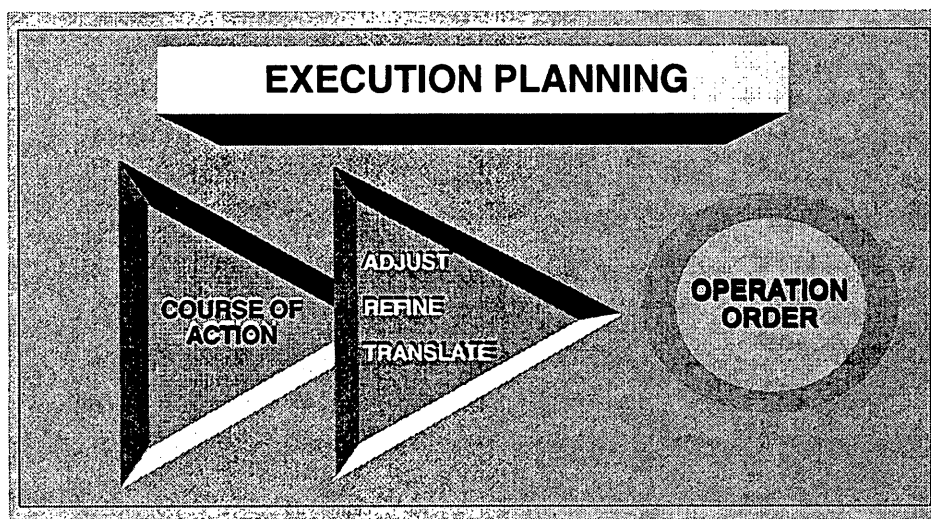 EXECUTION PLANNING
COURSE OF
ACTION
ADJUST
REFINE
TRANSLATE
OPERATION
ORDER